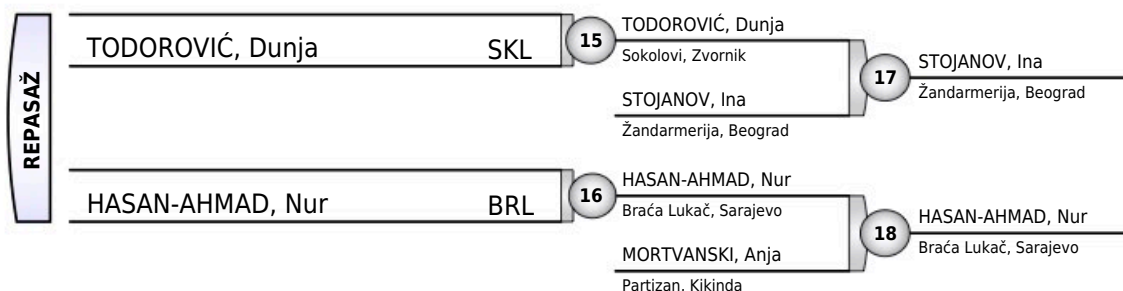 REPASAŽ
TODOROVIĆ, Dunja SKL
15
TODOROVIĆ, Dunja
Sokolovi, Zvornik
STOJANOV, Ina
Žandarmerija, Beograd
17
STOJANOV, Ina
Žandarmerija, Beograd
HASAN-AHMAD, Nur BRL
16
HASAN-AHMAD, Nur
Braća Lukač, Sarajevo
MORTVANSKI, Anja
Partizan, Kikinda
18
HASAN-AHMAD, Nur
Braća Lukač, Sarajevo